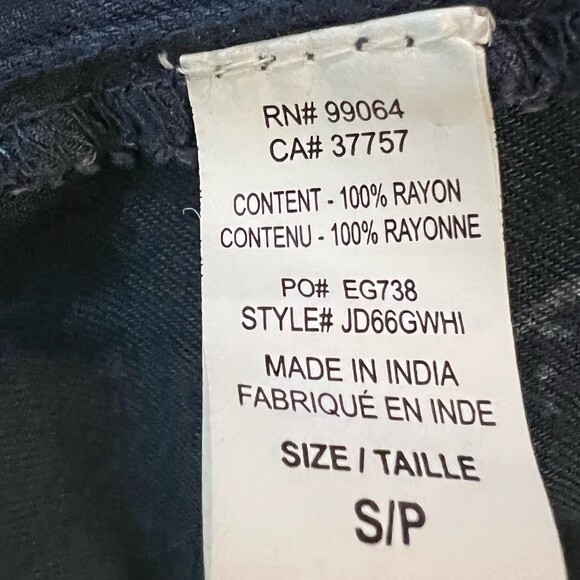 RN# 99064
CA# 37757
CONTENT - 100% RAYON
CONTENU - 100% RAYONNE
PO# EG738
STYLE# JD66GWHI
MADE IN INDIA
FABRIQUÉ EN INDE
SIZE / TAILLE
S/P